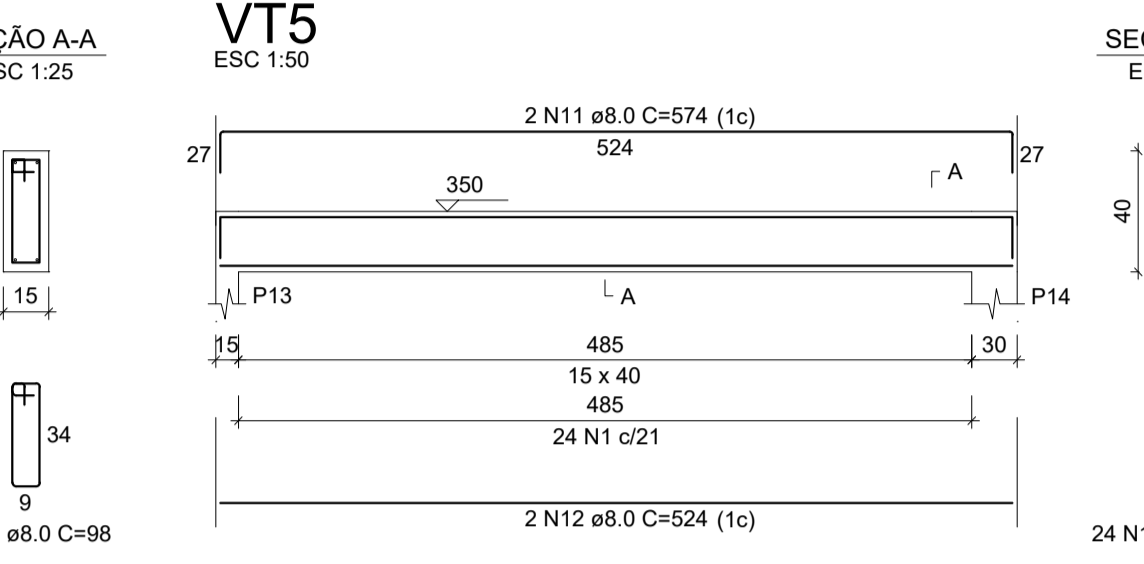 ÇÃO A-A
SC 1:25
15
34
9
ø8.0 C=98
VT5
ESC 1:50
2 N11 ø8.0 C=574 (1c)
27
524
27
A
350
P13
A
P14
15
485
30
15 x 40
485
24 N1 c/21
2 N12 ø8.0 C=524 (1c)
SEÇ
E
40
24 N1